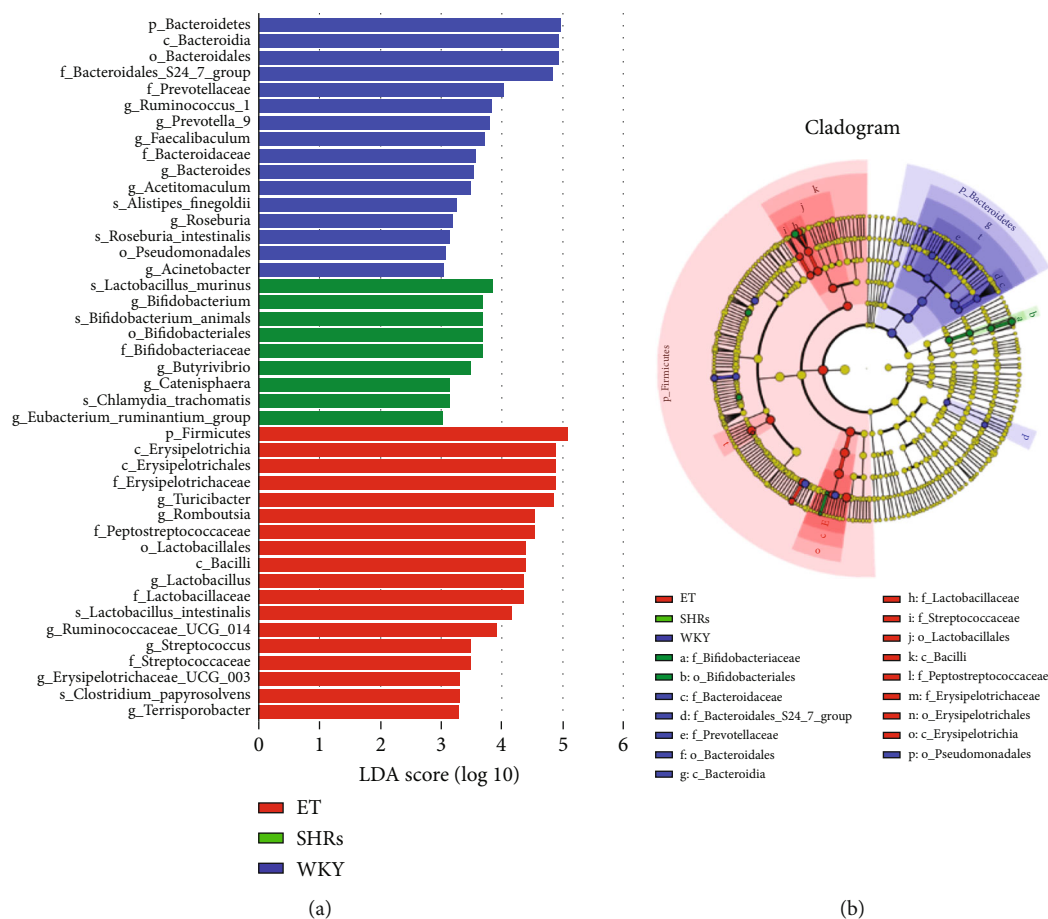 p_Bacteroidetes
c_Bacteroidia
o_Bacteroidales
f_Bacteroidales_S24_7_group
f_Prevotellaceae
g_Ruminococcus_1
g_Prevotella_9
g_Faecalibaculum
f_Bacteroidaceae
g_Bacteroides
g_Acetitomaculum
s_Alistipes_finegoldii
g_Roseburia
s_Roseburia_intestinalis
o_Pseudomonadales
g_Acinetobacter
s_Lactobacillus_murinus
g_Bifidobacterium
s_Bifidobacterium_animals
o_Bifidobacteriales
f_Bifidobacteriaceae
g_Butyrivibrio
g_Catenisphaera
s_Chlamydia_trachomatis
g_Eubacterium_ruminantium_group
p_Firmicutes
c_Erysipelotrichia
c_Erysipelotrichales
f_Erysipelotrichaceae
g_Turicibacter
g_Romboutsia
f_Peptostreptococcaceae
o_Lactobacillales
c_Bacilli
g_Lactobacillus
f_Lactobacillaceae
s_Lactobacillus_intestinalis
g_Ruminococcaceae_UCG_014
g_Streptococcus
f_Streptococcaceae
g_Erysipelotrichaceae_UCG_003
s_Clostridium_papyrosolvens
g_Terrisporobacter
0 1 2 3 4 5 6
LDA score (log 10)
ET
SHRs
WKY
(a)
Cladogram
p_Bacteroidetes
p_Firmicutes
k
j
g
e
d c
b
l
p
o
ET
SHRs
WKY
a: f_Bifidobacteriaceae
b: o_Bifidobacteriales
c: f_Bacteroidaceae
d: f_Bacteroidales_S24_7_group
e: f_Prevotellaceae
f: o_Bacteroidales
g: c_Bacteroidia
h: f_Lactobacillaceae
i: f_Streptococcaceae
j: o_Lactobacillales
k: c_Bacilli
l: f_Peptostreptococcaceae
m: f_Erysipelotrichaceae
n: o_Erysipelotrichales
o: c_Erysipelotrichia
p: o_Pseudomonadales
(b)